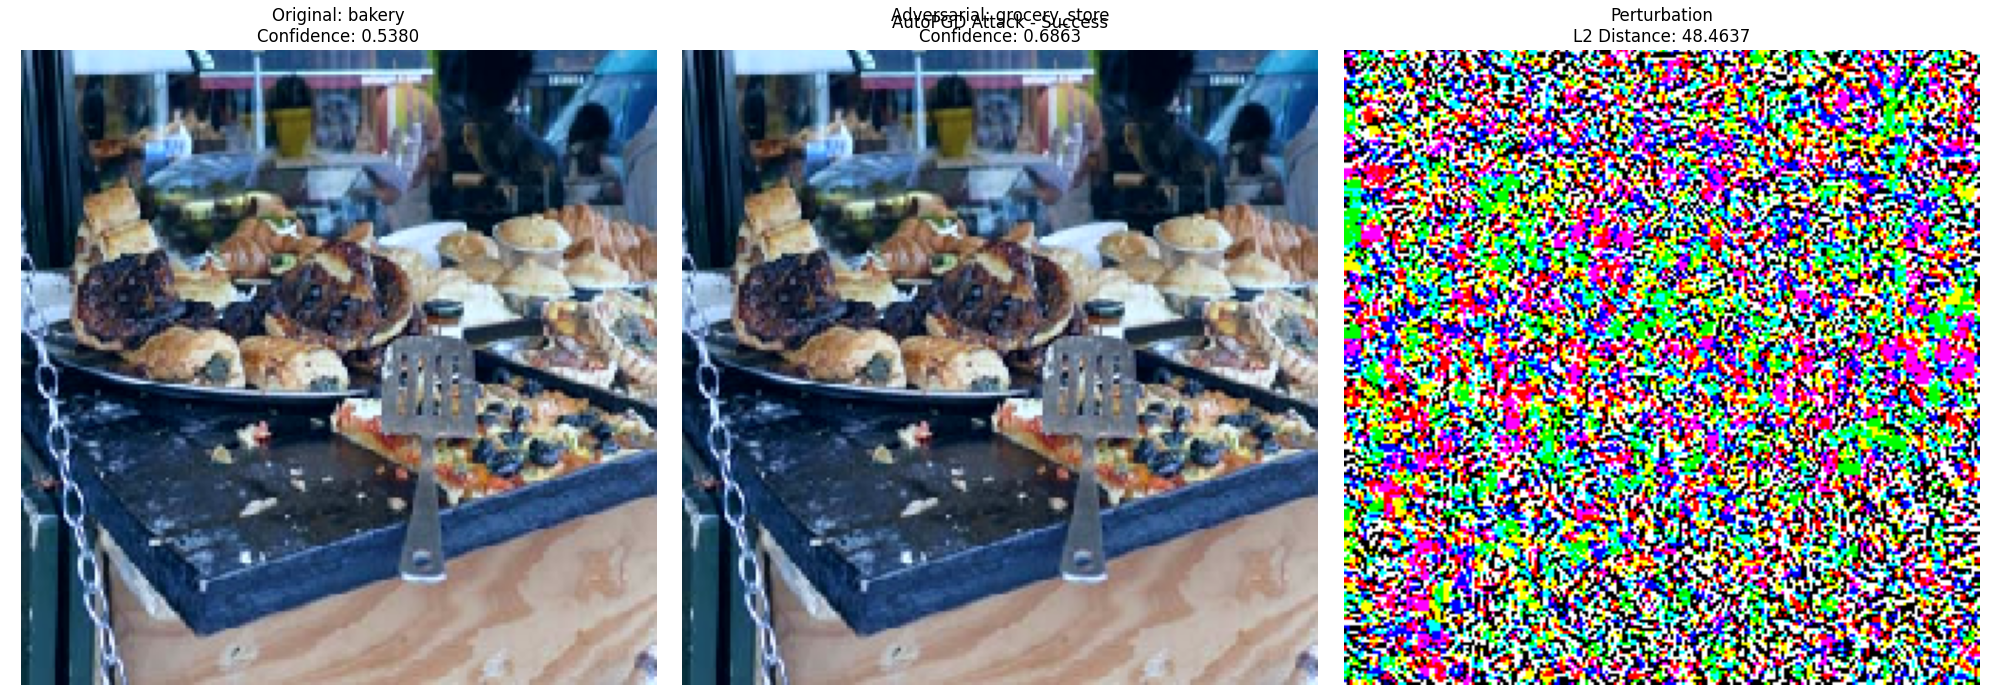 Original: bakery
Confidence: 0.5380
Adversarial: grocery_store
AutoPGD Attack - Success
Confidence: 0.6863
Perturbation
L2 Distance: 48.4637